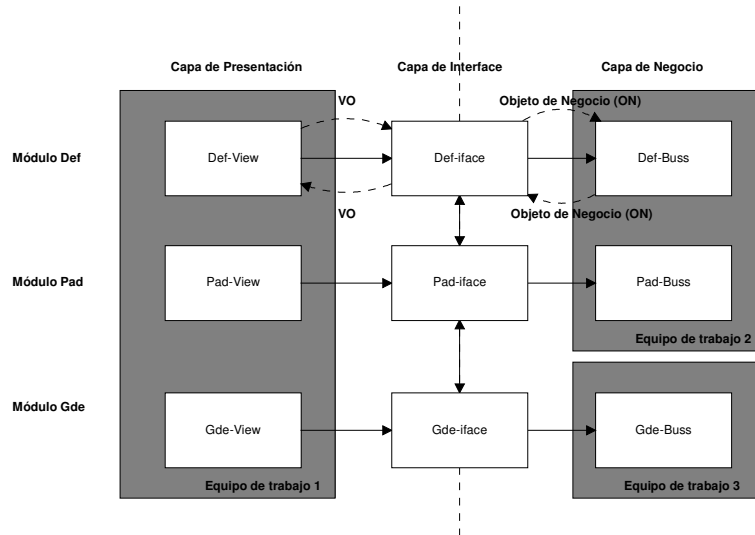 Capa de Presentación
Capa de Interface
Capa de Negocio
VO
Objeto de Negocio (ON)
Módulo Def
Def-View
Def-iface
Def-Buss
VO
Objeto de Negocio (ON)
Módulo Pad
Pad-View
Pad-iface
Pad-Buss
Equipo de trabajo 2
Módulo Gde
Gde-View
Gde-iface
Gde-Buss
Equipo de trabajo 1
Equipo de trabajo 3